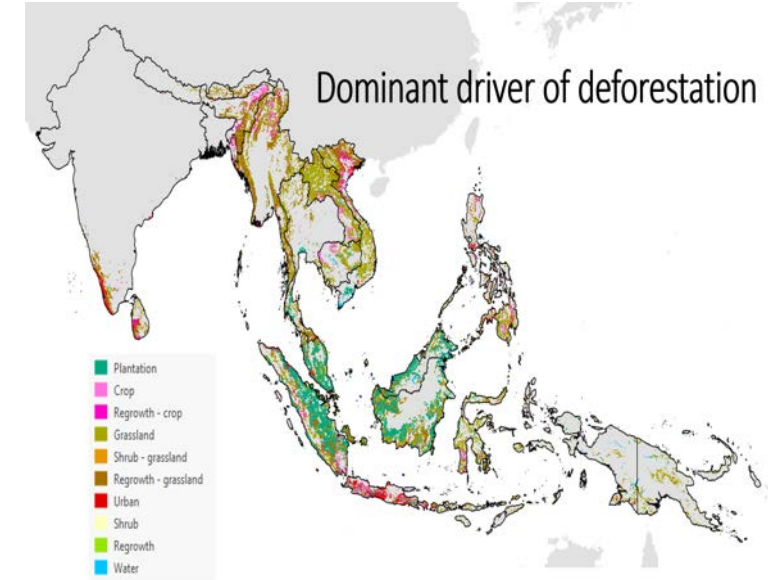 Dominant driver of deforestation
Plantation
Crop
Regrowth - crop
Grassland
Shrub - grassland
Regrowth - grassland
Urban
Shrub
Regrowth
Water